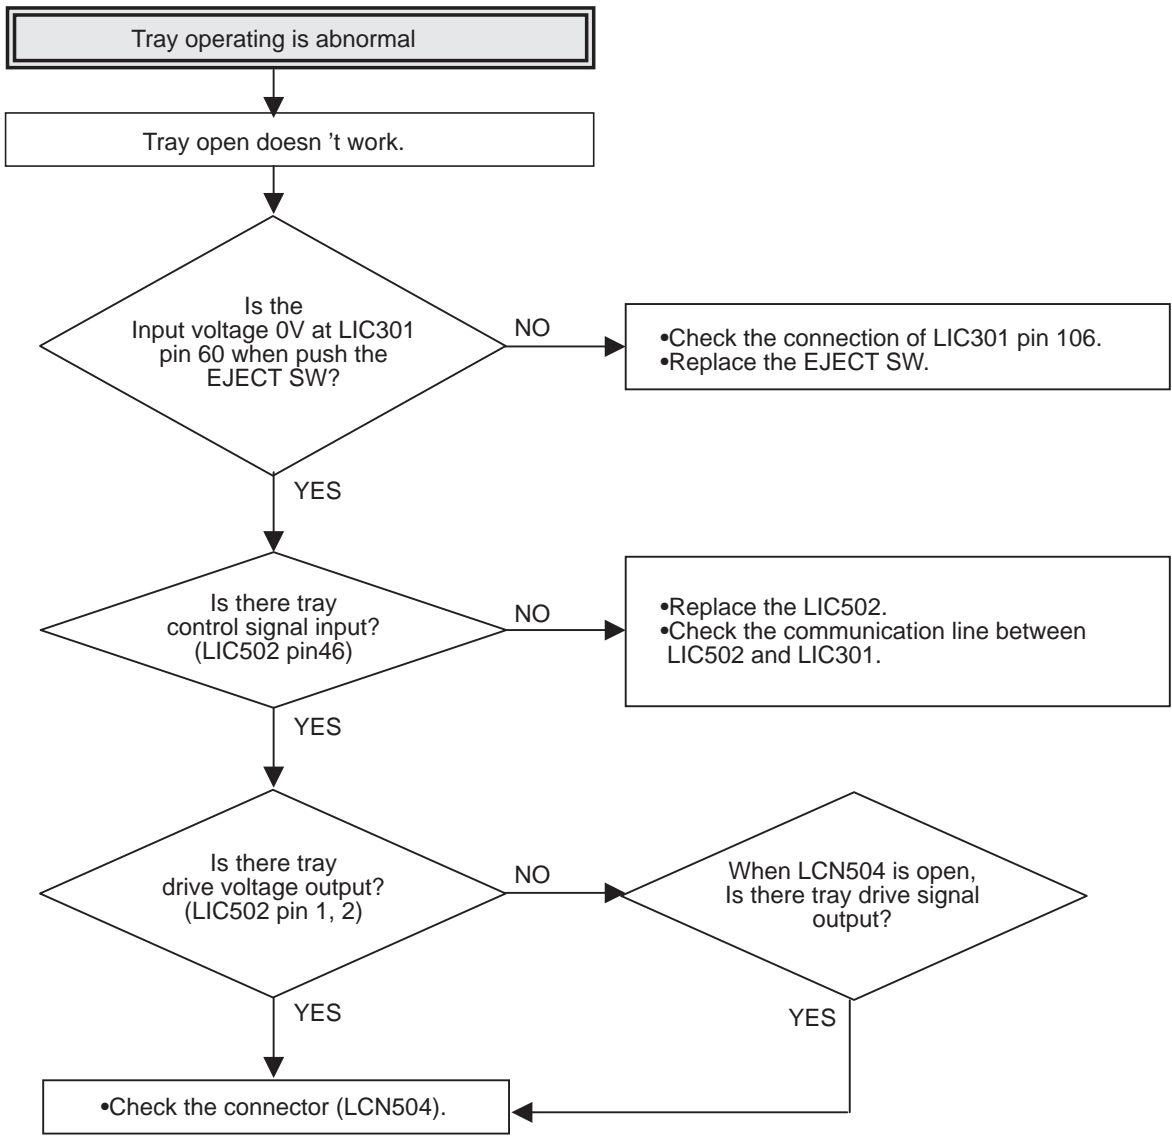 Tray operating is abnormal
Tray open doesn 't work.
Is the
Input voltage 0V at LIC301
pin 60 when push the
EJECT SW?
NO
•Check the connection of LIC301 pin 106.
•Replace the EJECT SW.
YES
Is there tray
control signal input?
(LIC502 pin46)
NO
•Replace the LIC502.
•Check the communication line between
LIC502 and LIC301.
YES
Is there tray
drive voltage output?
(LIC502 pin 1, 2)
NO
When LCN504 is open,
Is there tray drive signal
output?
YES
YES
•Check the connector (LCN504).